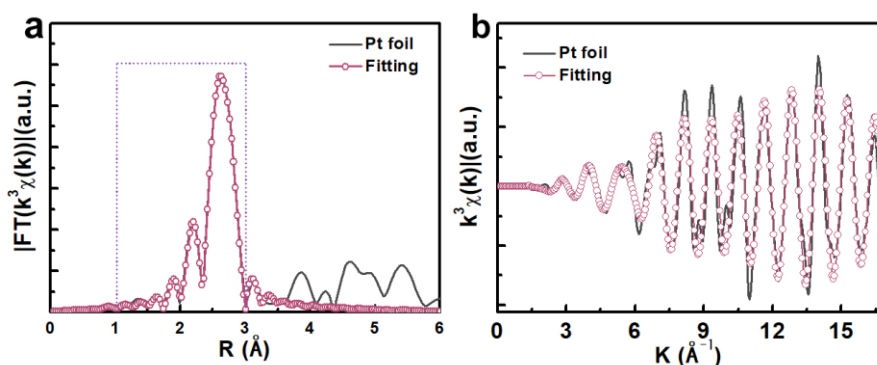 a
Pt foil
Fitting
|FT(k³χ(k))|(a.u.)
0 1 2 3 4 5 6
R (Å)
b
Pt foil
Fitting
k³χ(k)|(a.u.)
0 3 6 9 12 15
K (Å⁻¹)